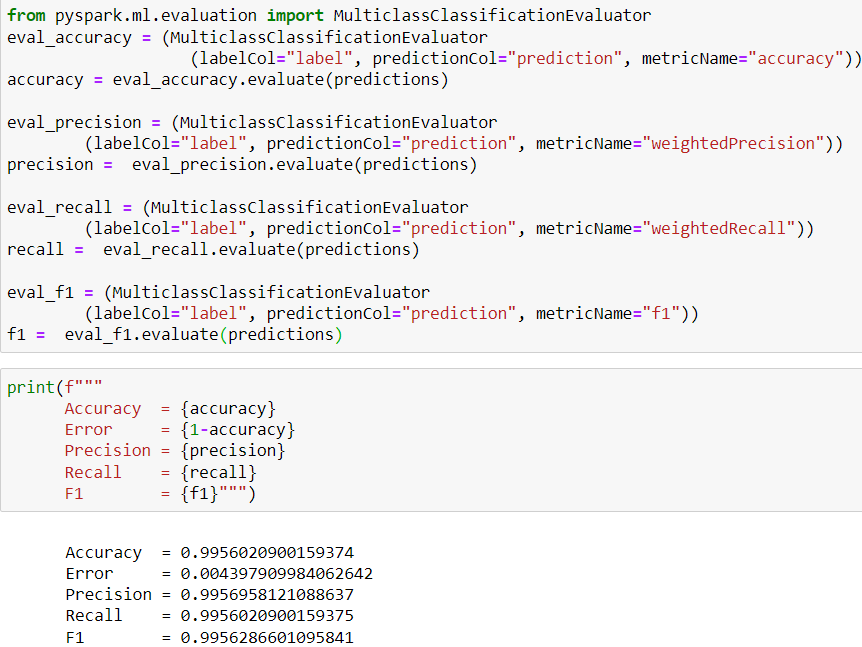 from pyspark.ml.evaluation import MulticlassClassificationEvaluator
eval_accuracy = (MulticlassClassificationEvaluator
                   (labelCol="label", predictionCol="prediction", metricName="accuracy"))
accuracy = eval_accuracy.evaluate(predictions)

eval_precision = (MulticlassClassificationEvaluator
        (labelCol="label", predictionCol="prediction", metricName="weightedPrecision"))
precision =  eval_precision.evaluate(predictions)

eval_recall = (MulticlassClassificationEvaluator
        (labelCol="label", predictionCol="prediction", metricName="weightedRecall"))
recall =  eval_recall.evaluate(predictions)

eval_f1 = (MulticlassClassificationEvaluator
        (labelCol="label", predictionCol="prediction", metricName="f1"))
f1 =  eval_f1.evaluate(predictions)

print(f"""
      Accuracy  = {accuracy}
      Error     = {1-accuracy}
      Precision = {precision}
      Recall    = {recall}
      F1        = {f1}""")

      Accuracy  = 0.9956020900159374
      Error     = 0.004397909984062642
      Precision = 0.9956958121088637
      Recall    = 0.9956020900159375
      F1        = 0.9956286601095841